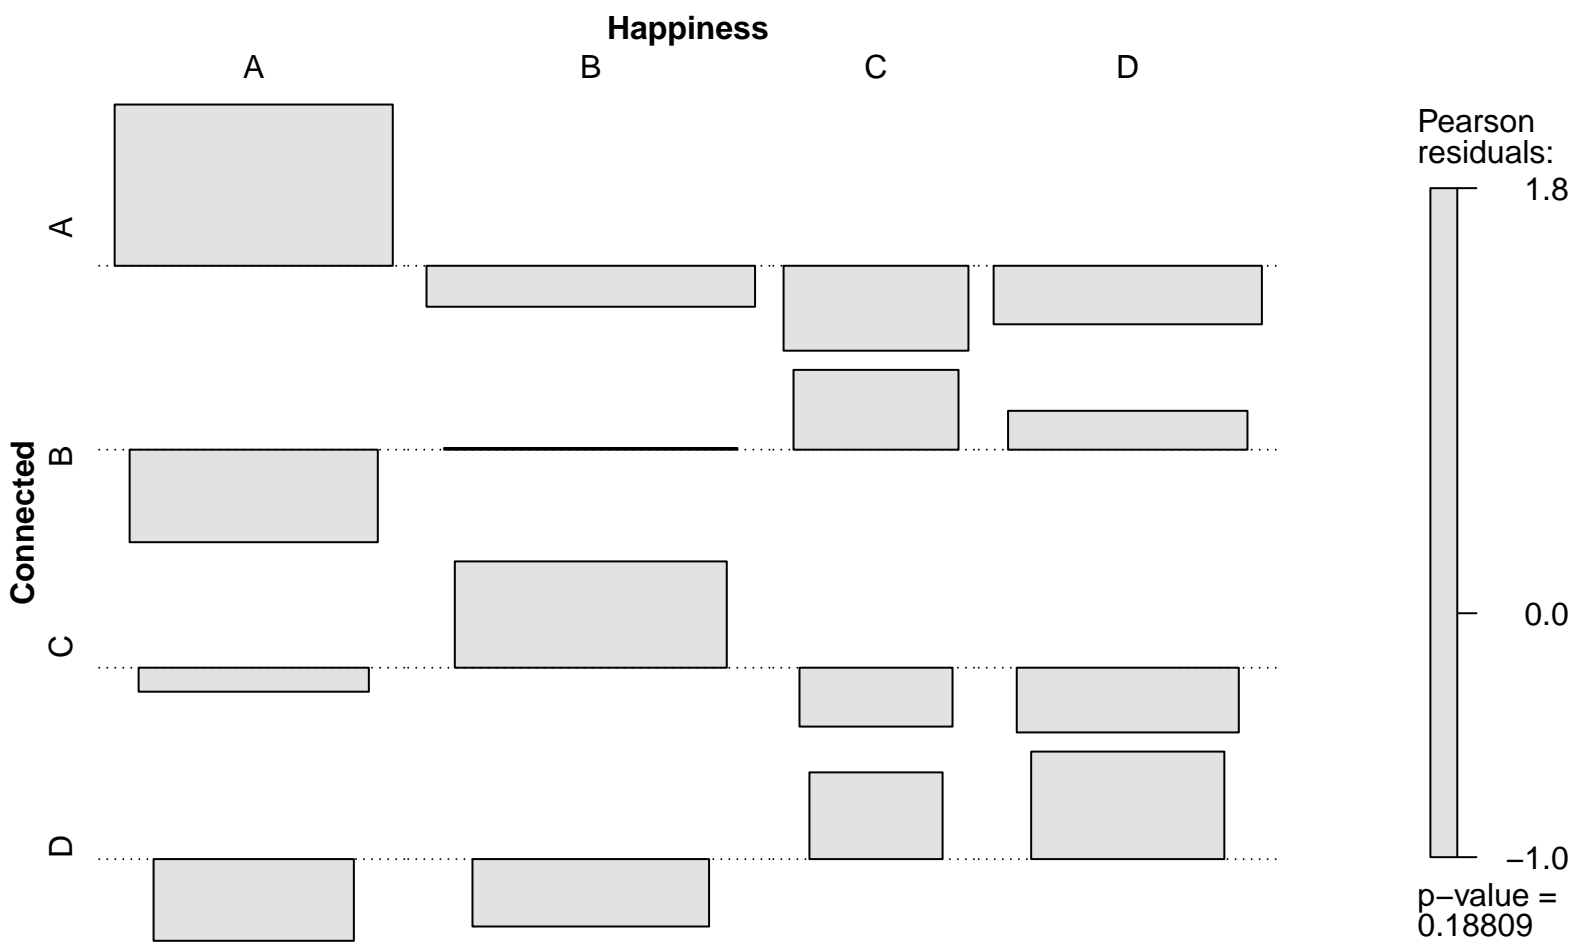 Happiness
A B C D
Connected
A
B
C
D
Pearson
residuals:
1.8
0.0
−1.0
p−value =
0.18809